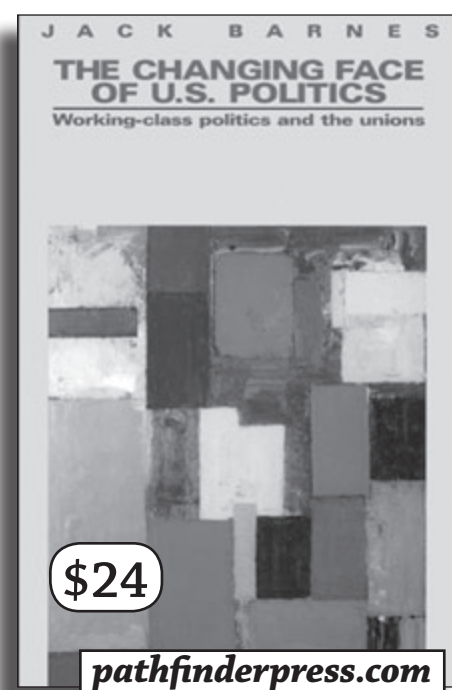 JACK BARNES
THE CHANGING FACE
OF U.S. POLITICS
Working-class politics and the unions
$24
pathfinderpress.com